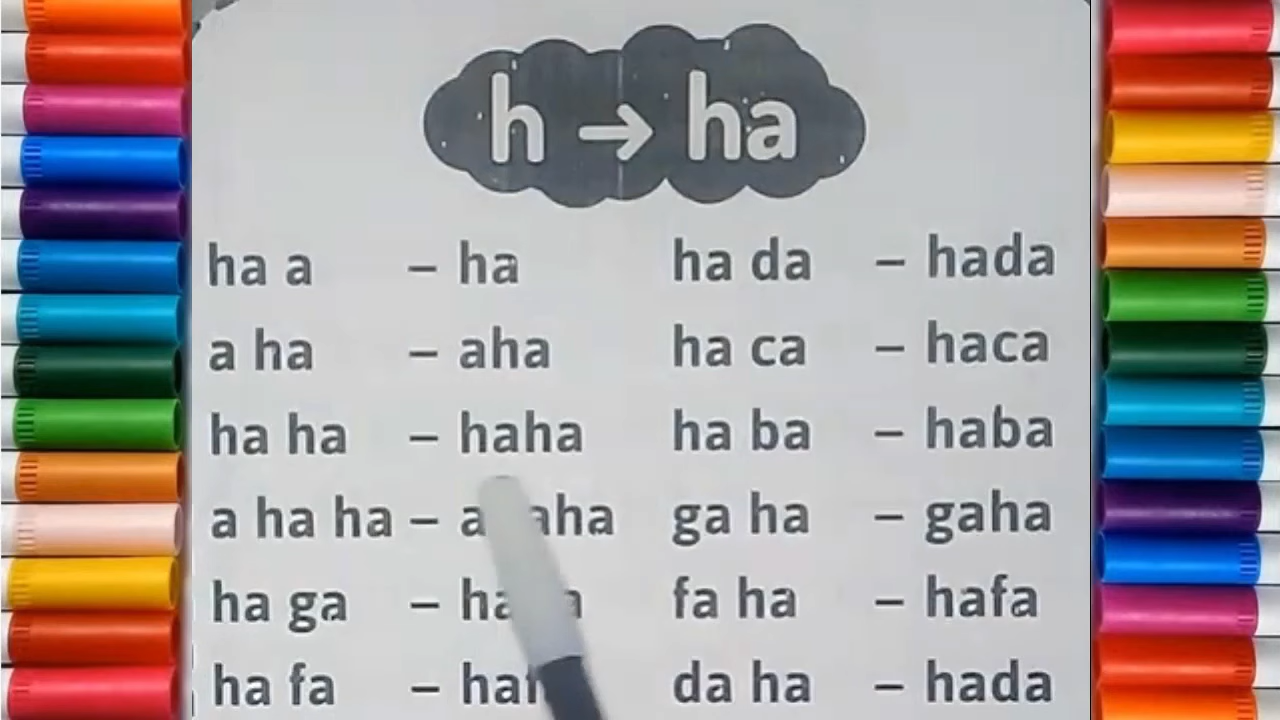 h → ha
ha a – ha
a ha – aha
ha ha – haha
a ha ha –
ha ga –
ha fa –
ha da – hada
ha ca – haca
ha ba – haba
ga ha – gaha
fa ha – hafa
da ha – hada